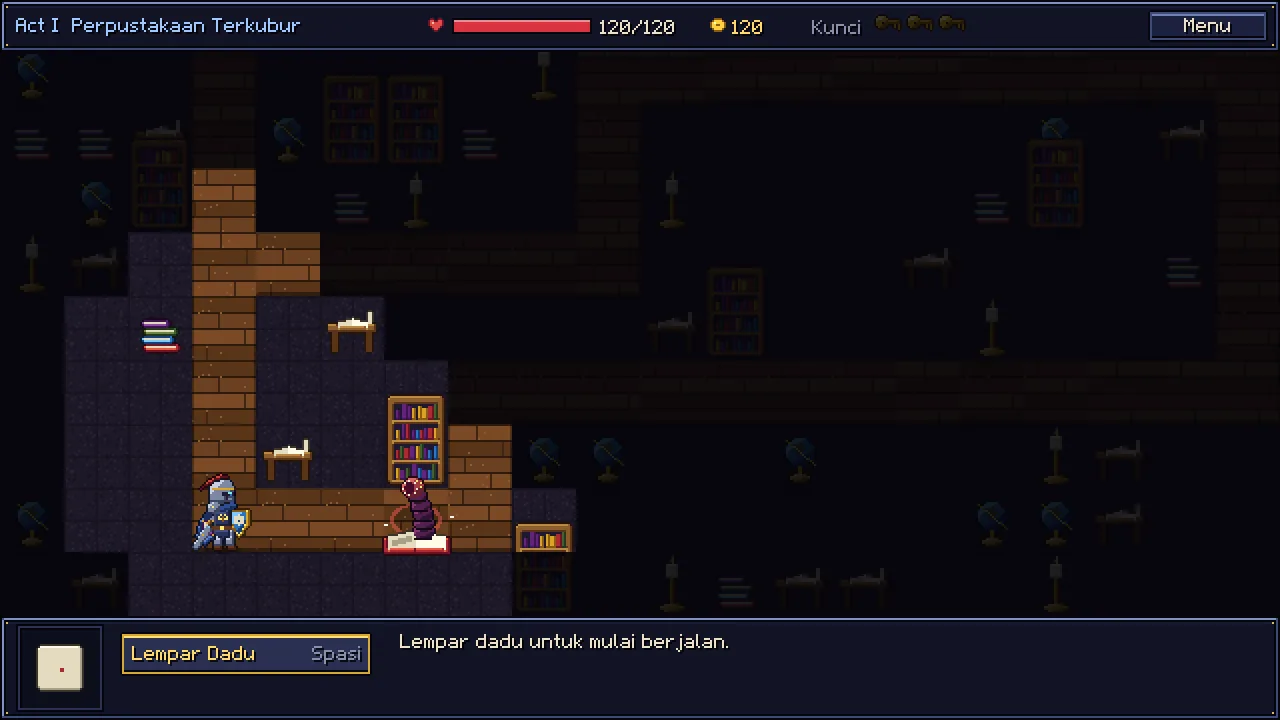 Act I Perpustakaan Terkubur
120/120
120
Kunci
Menu
Lempar Dadu Spasi
Lempar dadu untuk mulai berjalan.